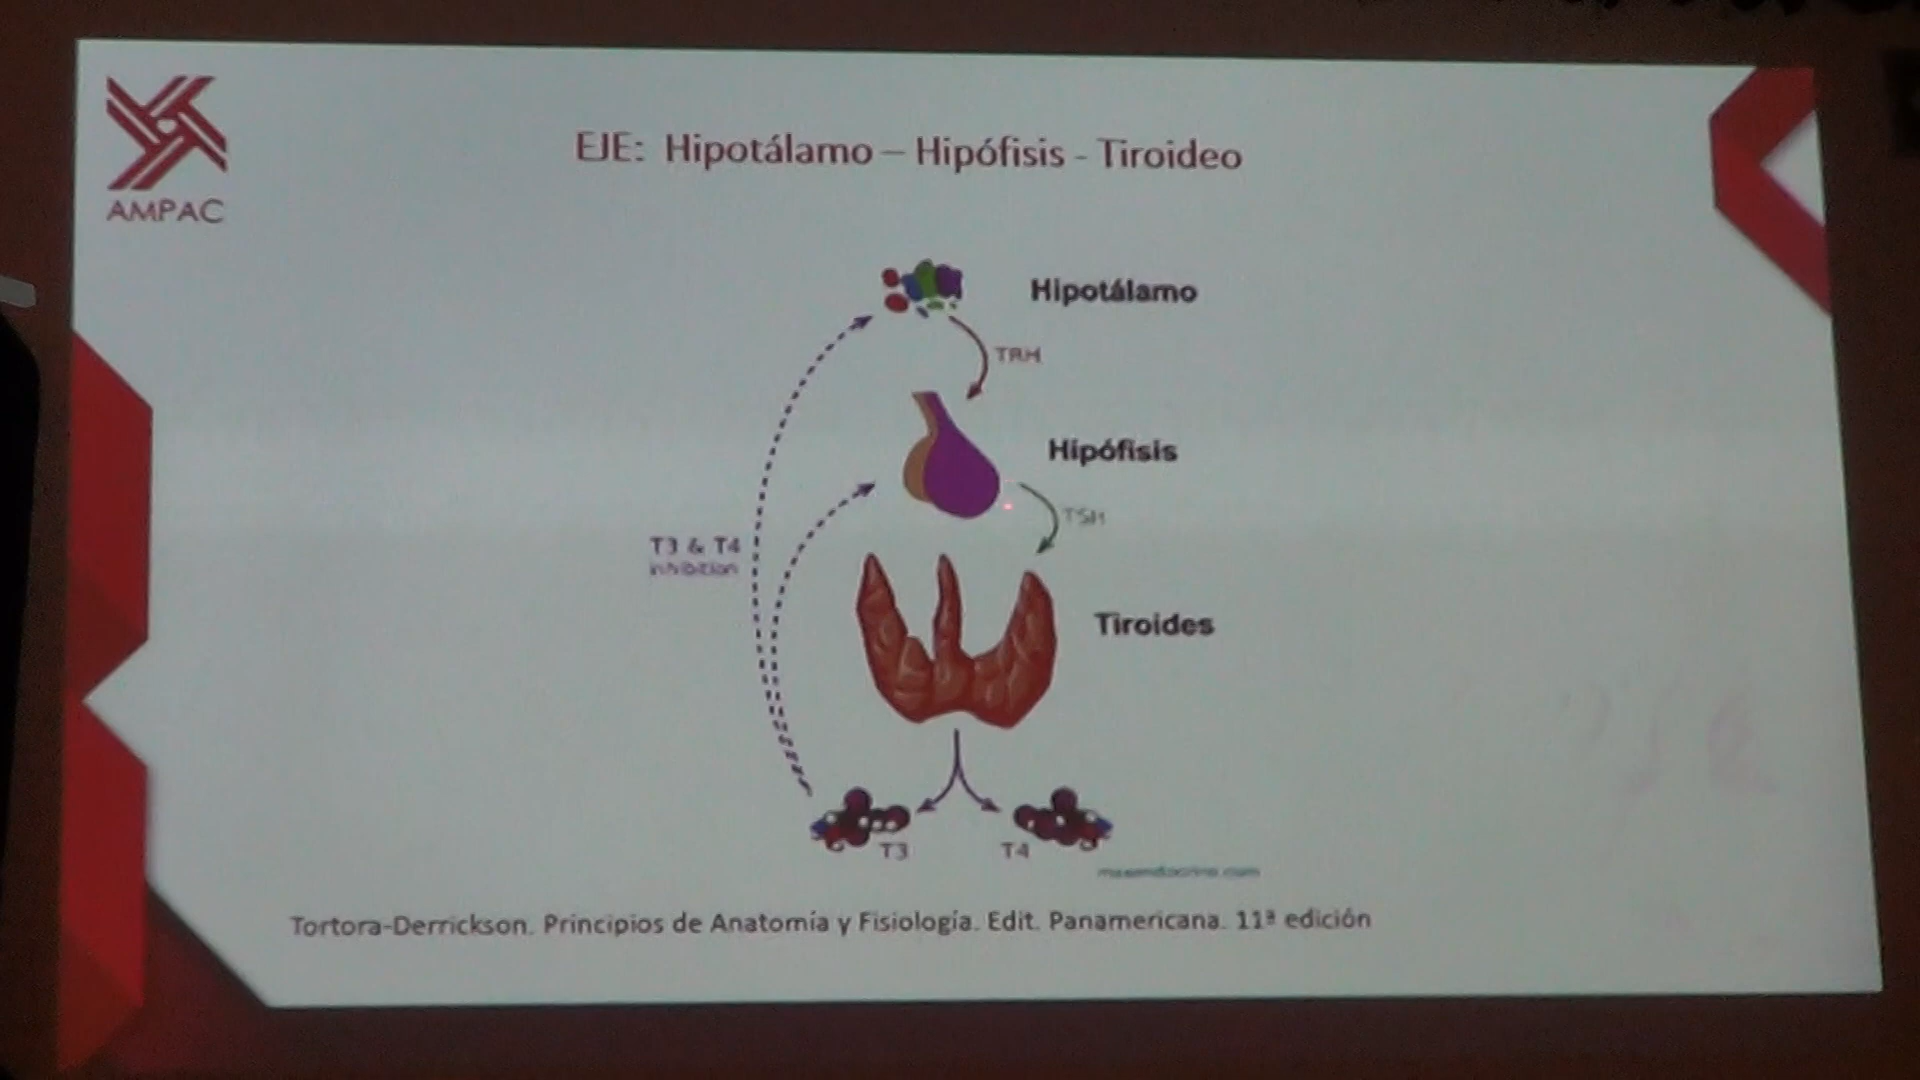 AMPAC
EJE: Hipotálamo – Hipófisis - Tiroideo
Hipotálamo
TRH
Hipófisis
TSH
T3 & T4
inhibition
Tiroides
T3
T4
Tortora-Derrickson. Principios de Anatomía y Fisiología. Edit. Panamericana. 11ª edición